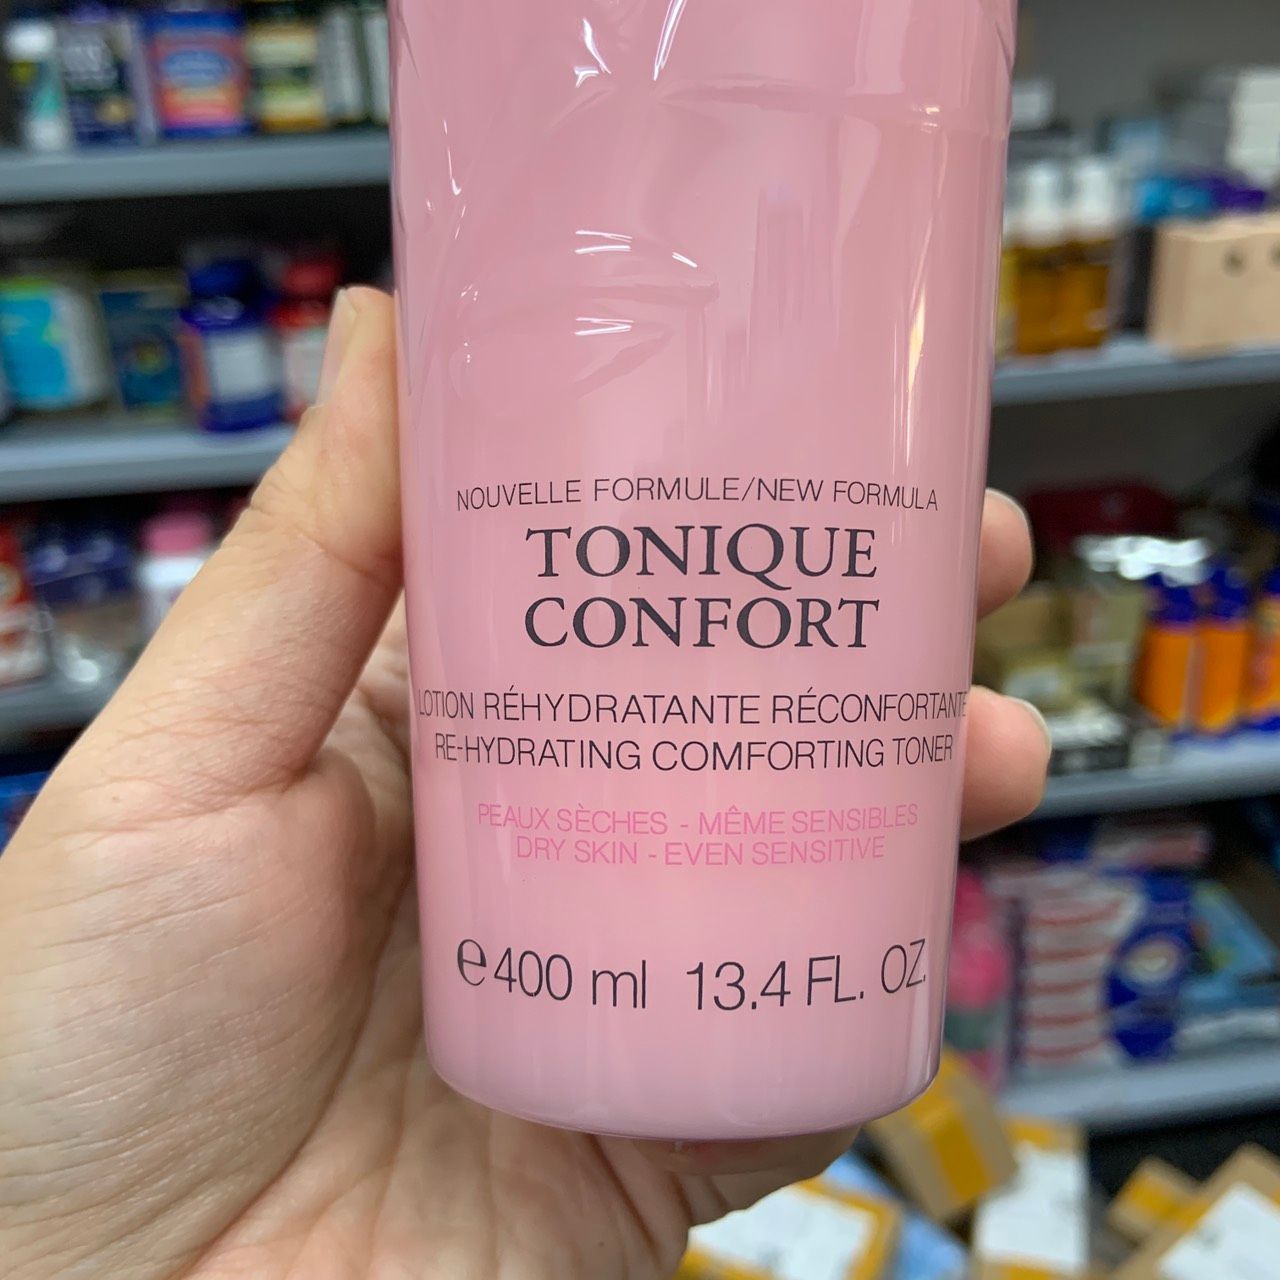 NOUVELLE FORMULE/NEW FORMULA
TONIQUE
CONFORT
LOTION RÉHYDRATANTE RÉCONFORTANTE
RE-HYDRATING COMFORTING TONER
PEAUX SÈCHES - MÊME SENSIBLES
DRY SKIN - EVEN SENSITIVE
℮ 400 ml 13.4 FL. OZ.